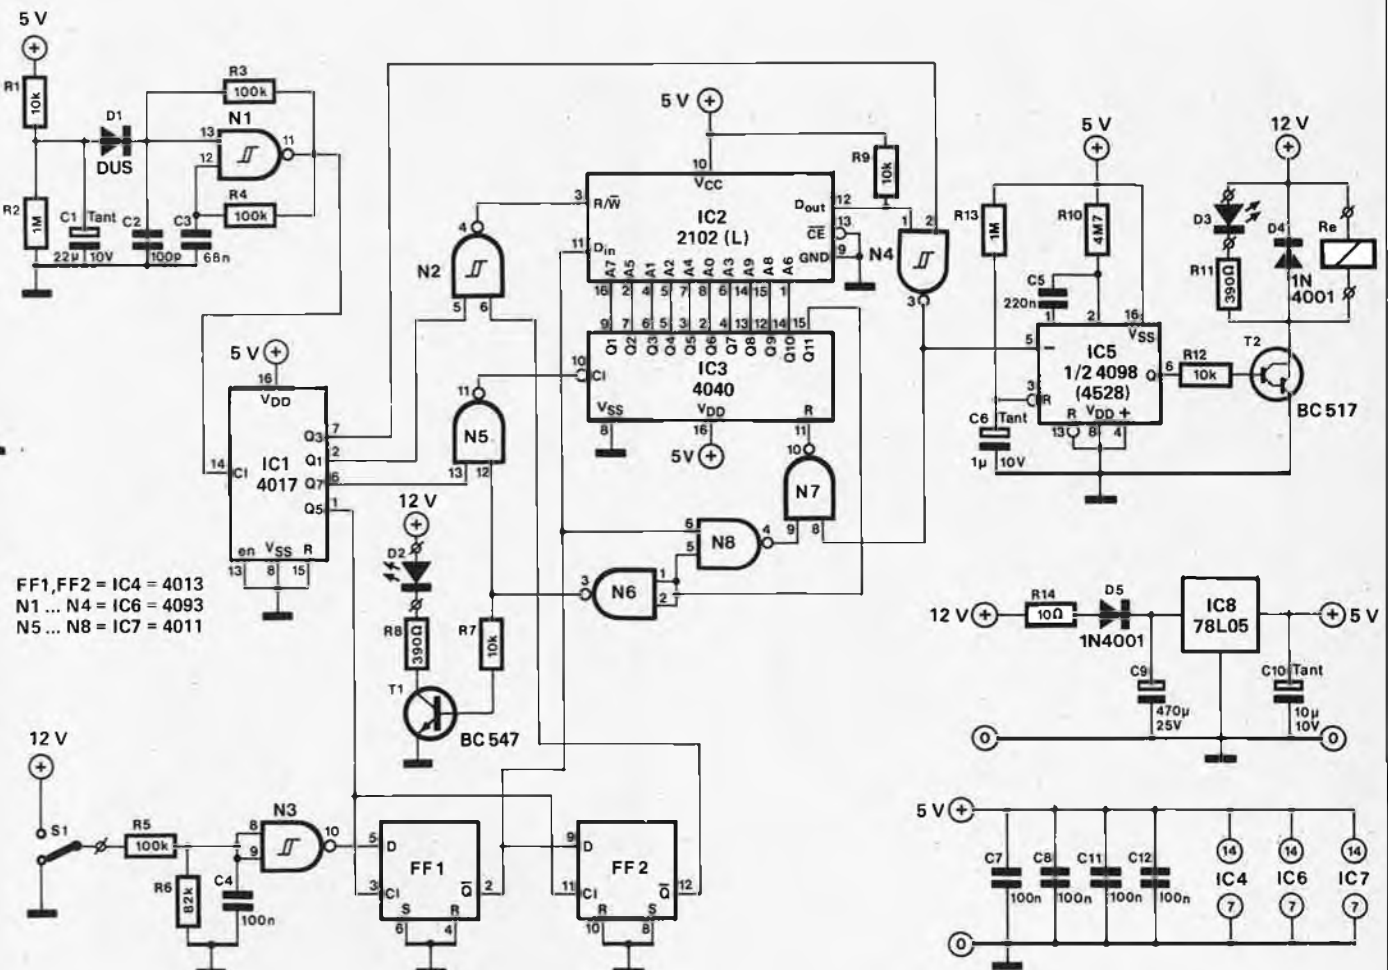 5 V
R1
10k
D1
DUS
R2
1M
C1
Tant
22µ
10V
C2
100p
C3
68n
R3
100k
N1
13
12
11
R4
100k
5 V
16
VDD
14
Cl
IC1
4017
Q3
7
Q1
2
Q7
6
Q5
1
en
VSS
R
13
8
15
FF1,FF2 = IC4 = 4013
N1 ... N4 = IC6 = 4093
N5 ... N8 = IC7 = 4011
5 V
10
VCC
R9
10k
3
R/W̅
IC2
2102 (L)
Dout
12
11
Din
13
C̅E̅
GND
9
A7
A5
A1
A2
A4
A0
A3
A9
A8
A6
16
2
4
5
7
8
6
14
15
1
9
7
6
5
3
2
4
13
12
14
15
Q1
Q2
Q3
Q4
Q5
Q6
Q7
Q8
Q9
Q10
Q11
10
Cl
IC3
4040
VSS
VDD
R
8
16
11
5V
4
N2
5
6
1
2
N4
3
11
N5
13
12
10
N7
9
8
6
5
N8
4
3
N6
1
2
12 V
D2
R8
390Ω
R7
10k
T1
BC 547
12 V
S1
R5
100k
R6
82k
C4
100n
N3
8
9
10
5
D
FF1
3
Cl
Q̅
2
S
R
6
4
9
D
FF2
11
Cl
Q̅
12
R
S
10
8
5 V
R13
1M
R10
4M7
C5
220n
1
2
16
VSS
5
−
IC5
1/2 4098
(4528)
3
R
Q
6
R
VDD
+
13
8
4
C6
Tant
1µ
10V
R12
10k
12 V
D3
R11
390Ω
D4
1N
4001
Re
T2
BC 517
12 V
R14
10Ω
D5
1N4001
IC8
78L05
5 V
C9
470µ
25V
C10
Tant
10µ
10V
0
0
5 V
C7
100n
C8
100n
C11
100n
C12
100n
14
IC4
7
14
IC6
7
14
IC7
7
0